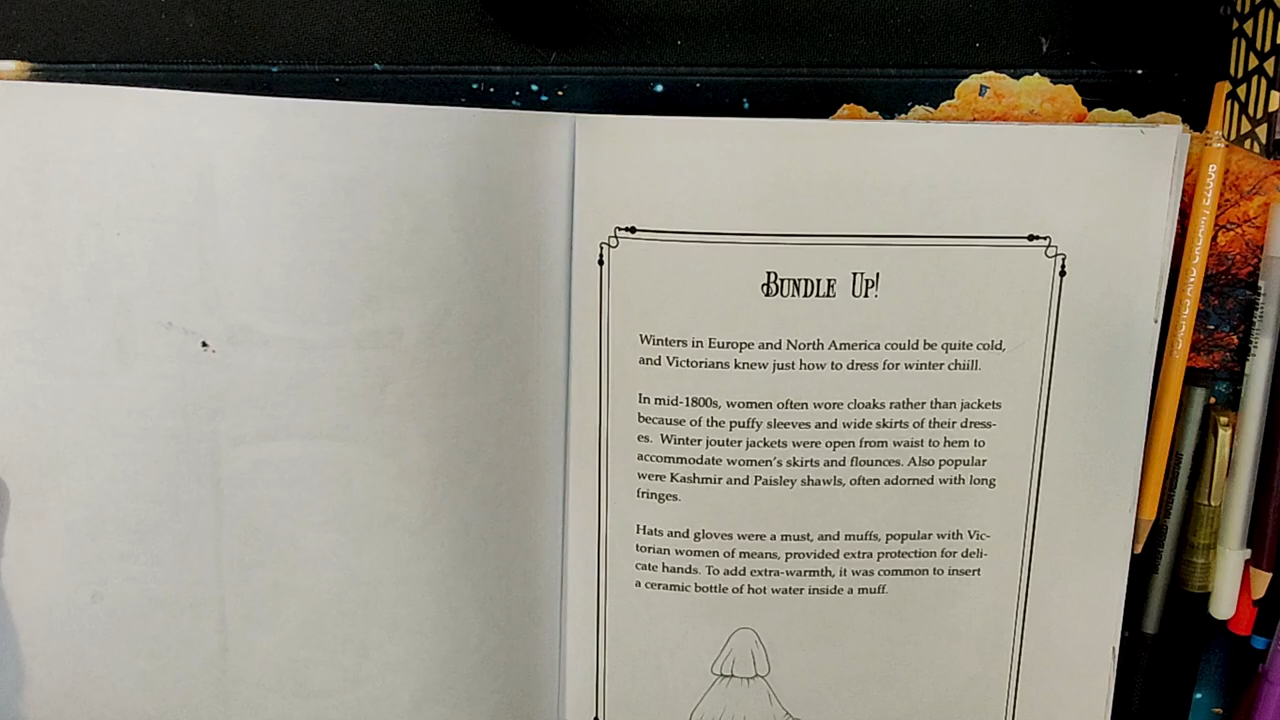 Bundle Up!
Winters in Europe and North America could be quite cold,
and Victorians knew just how to dress for winter chiill.
In mid-1800s, women often wore cloaks rather than jackets
because of the puffy sleeves and wide skirts of their dress-
es. Winter jouter jackets were open from waist to hem to
accommodate women's skirts and flounces. Also popular
were Kashmir and Paisley shawls, often adorned with long
fringes.
Hats and gloves were a must, and muffs, popular with Vic-
torian women of means, provided extra protection for deli-
cate hands. To add extra-warmth, it was common to insert
a ceramic bottle of hot water inside a muff.
PEACHES AND CREAM / E2006